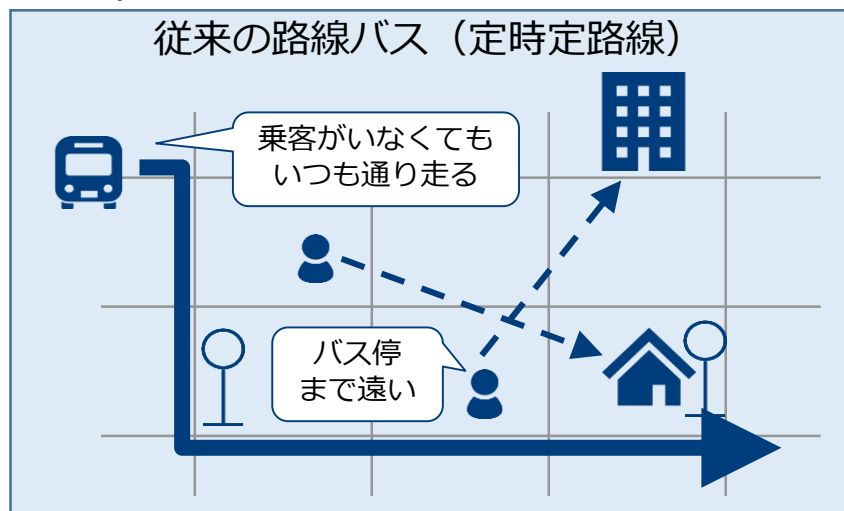 従来の路線バス（定時定路線）
乗客がいなくても
いつも通り走る
バス停
まで遠い